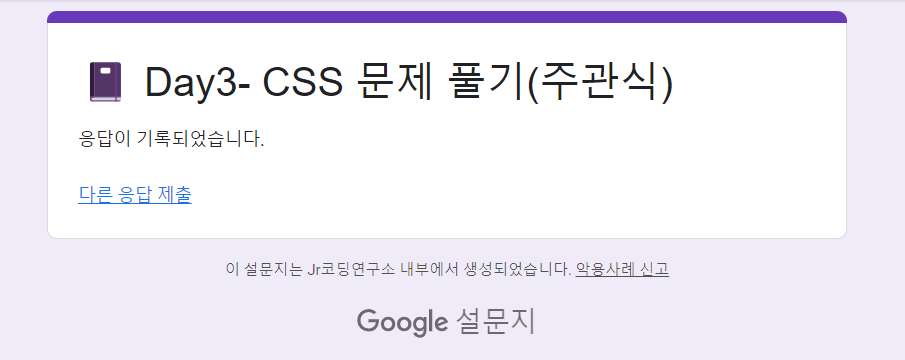 Day3- CSS 문제 풀기(주관식)
응답이 기록되었습니다.
다른 응답 제출
이 설문지는 Jr코딩연구소 내부에서 생성되었습니다. 악용사례 신고
Google 설문지